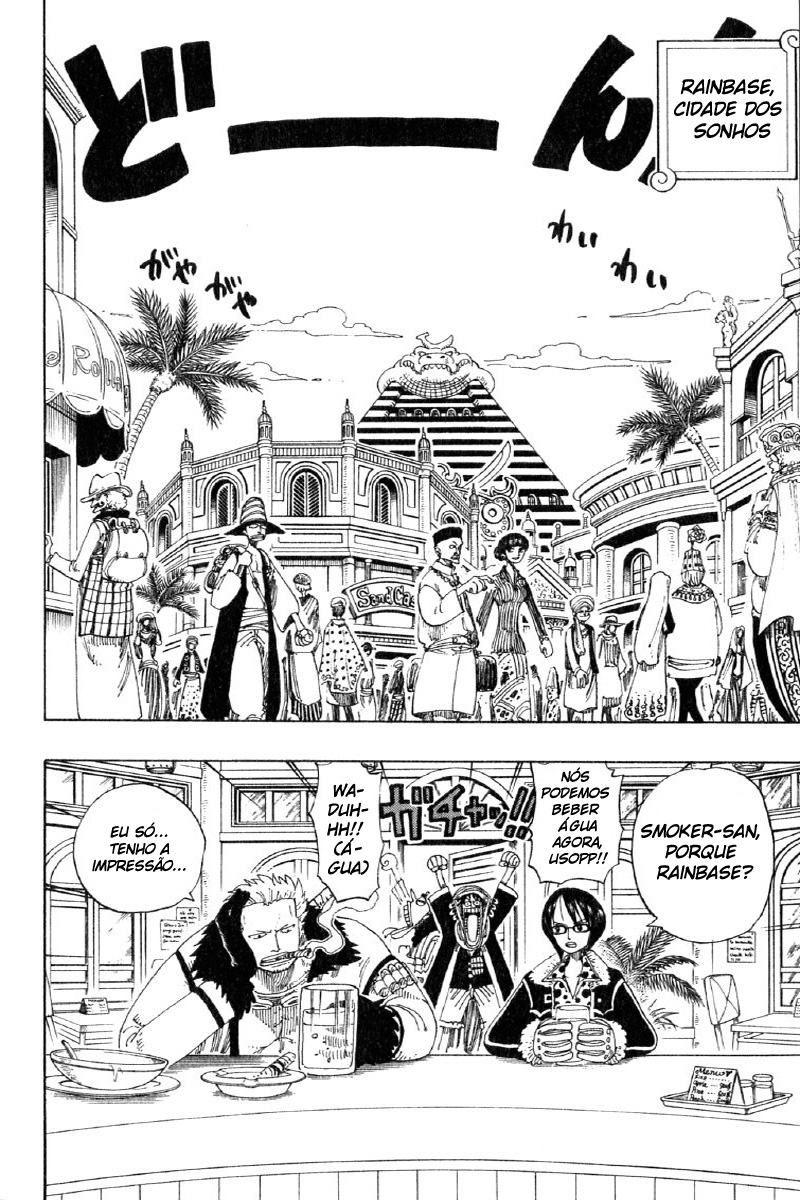 RAINBASE,
CIDADE DOS
SONHOS
どーん
わい
わい
がや
がや
Sand Cas
SMOKER-SAN,
PORQUE
RAINBASE?
NÓS
PODEMOS
BEBER
ÁGUA
AGORA,
USOPP!!
ガチャッ!!
WA-
DUH-
HH!!
(Á-
GUA)
EU SÓ...
TENHO A
IMPRESSÃO...
Menu